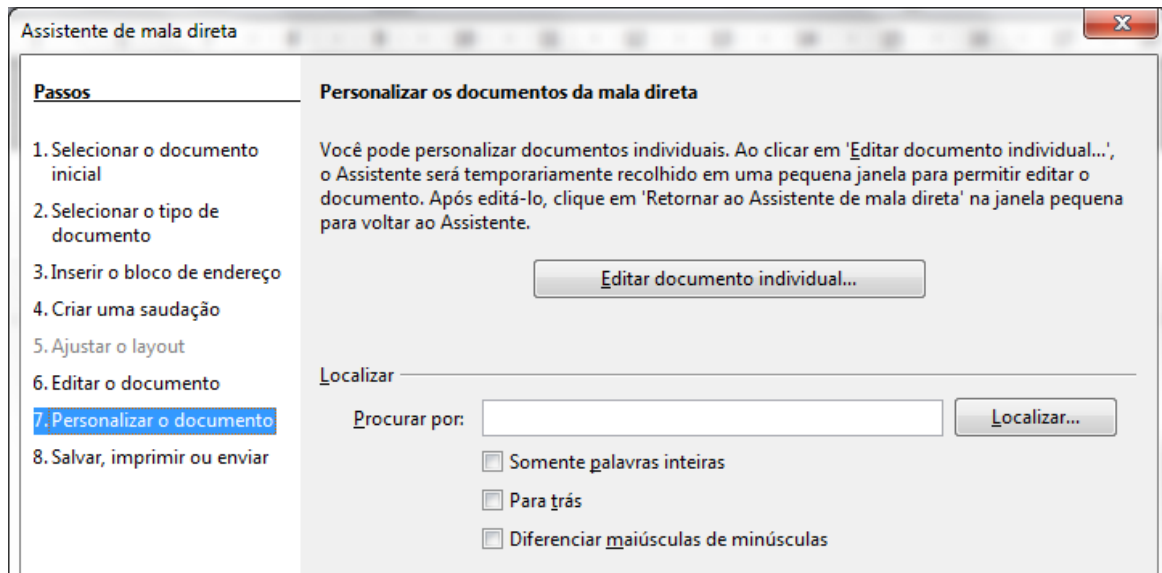 Assistente de mala direta
Passos
1. Selecionar o documento
inicial
2. Selecionar o tipo de
documento
3. Inserir o bloco de endereço
4. Criar uma saudação
5. Ajustar o layout
6. Editar o documento
7. Personalizar o documento
8. Salvar, imprimir ou enviar
Personalizar os documentos da mala direta
Você pode personalizar documentos individuais. Ao clicar em 'Editar documento individual...',
o Assistente será temporariamente recolhido em uma pequena janela para permitir editar o
documento. Após editá-lo, clique em 'Retornar ao Assistente de mala direta' na janela pequena
para voltar ao Assistente.
Editar documento individual...
Localizar
Procurar por:
Localizar...
Somente palavras inteiras
Para trás
Diferenciar maiúsculas de minúsculas